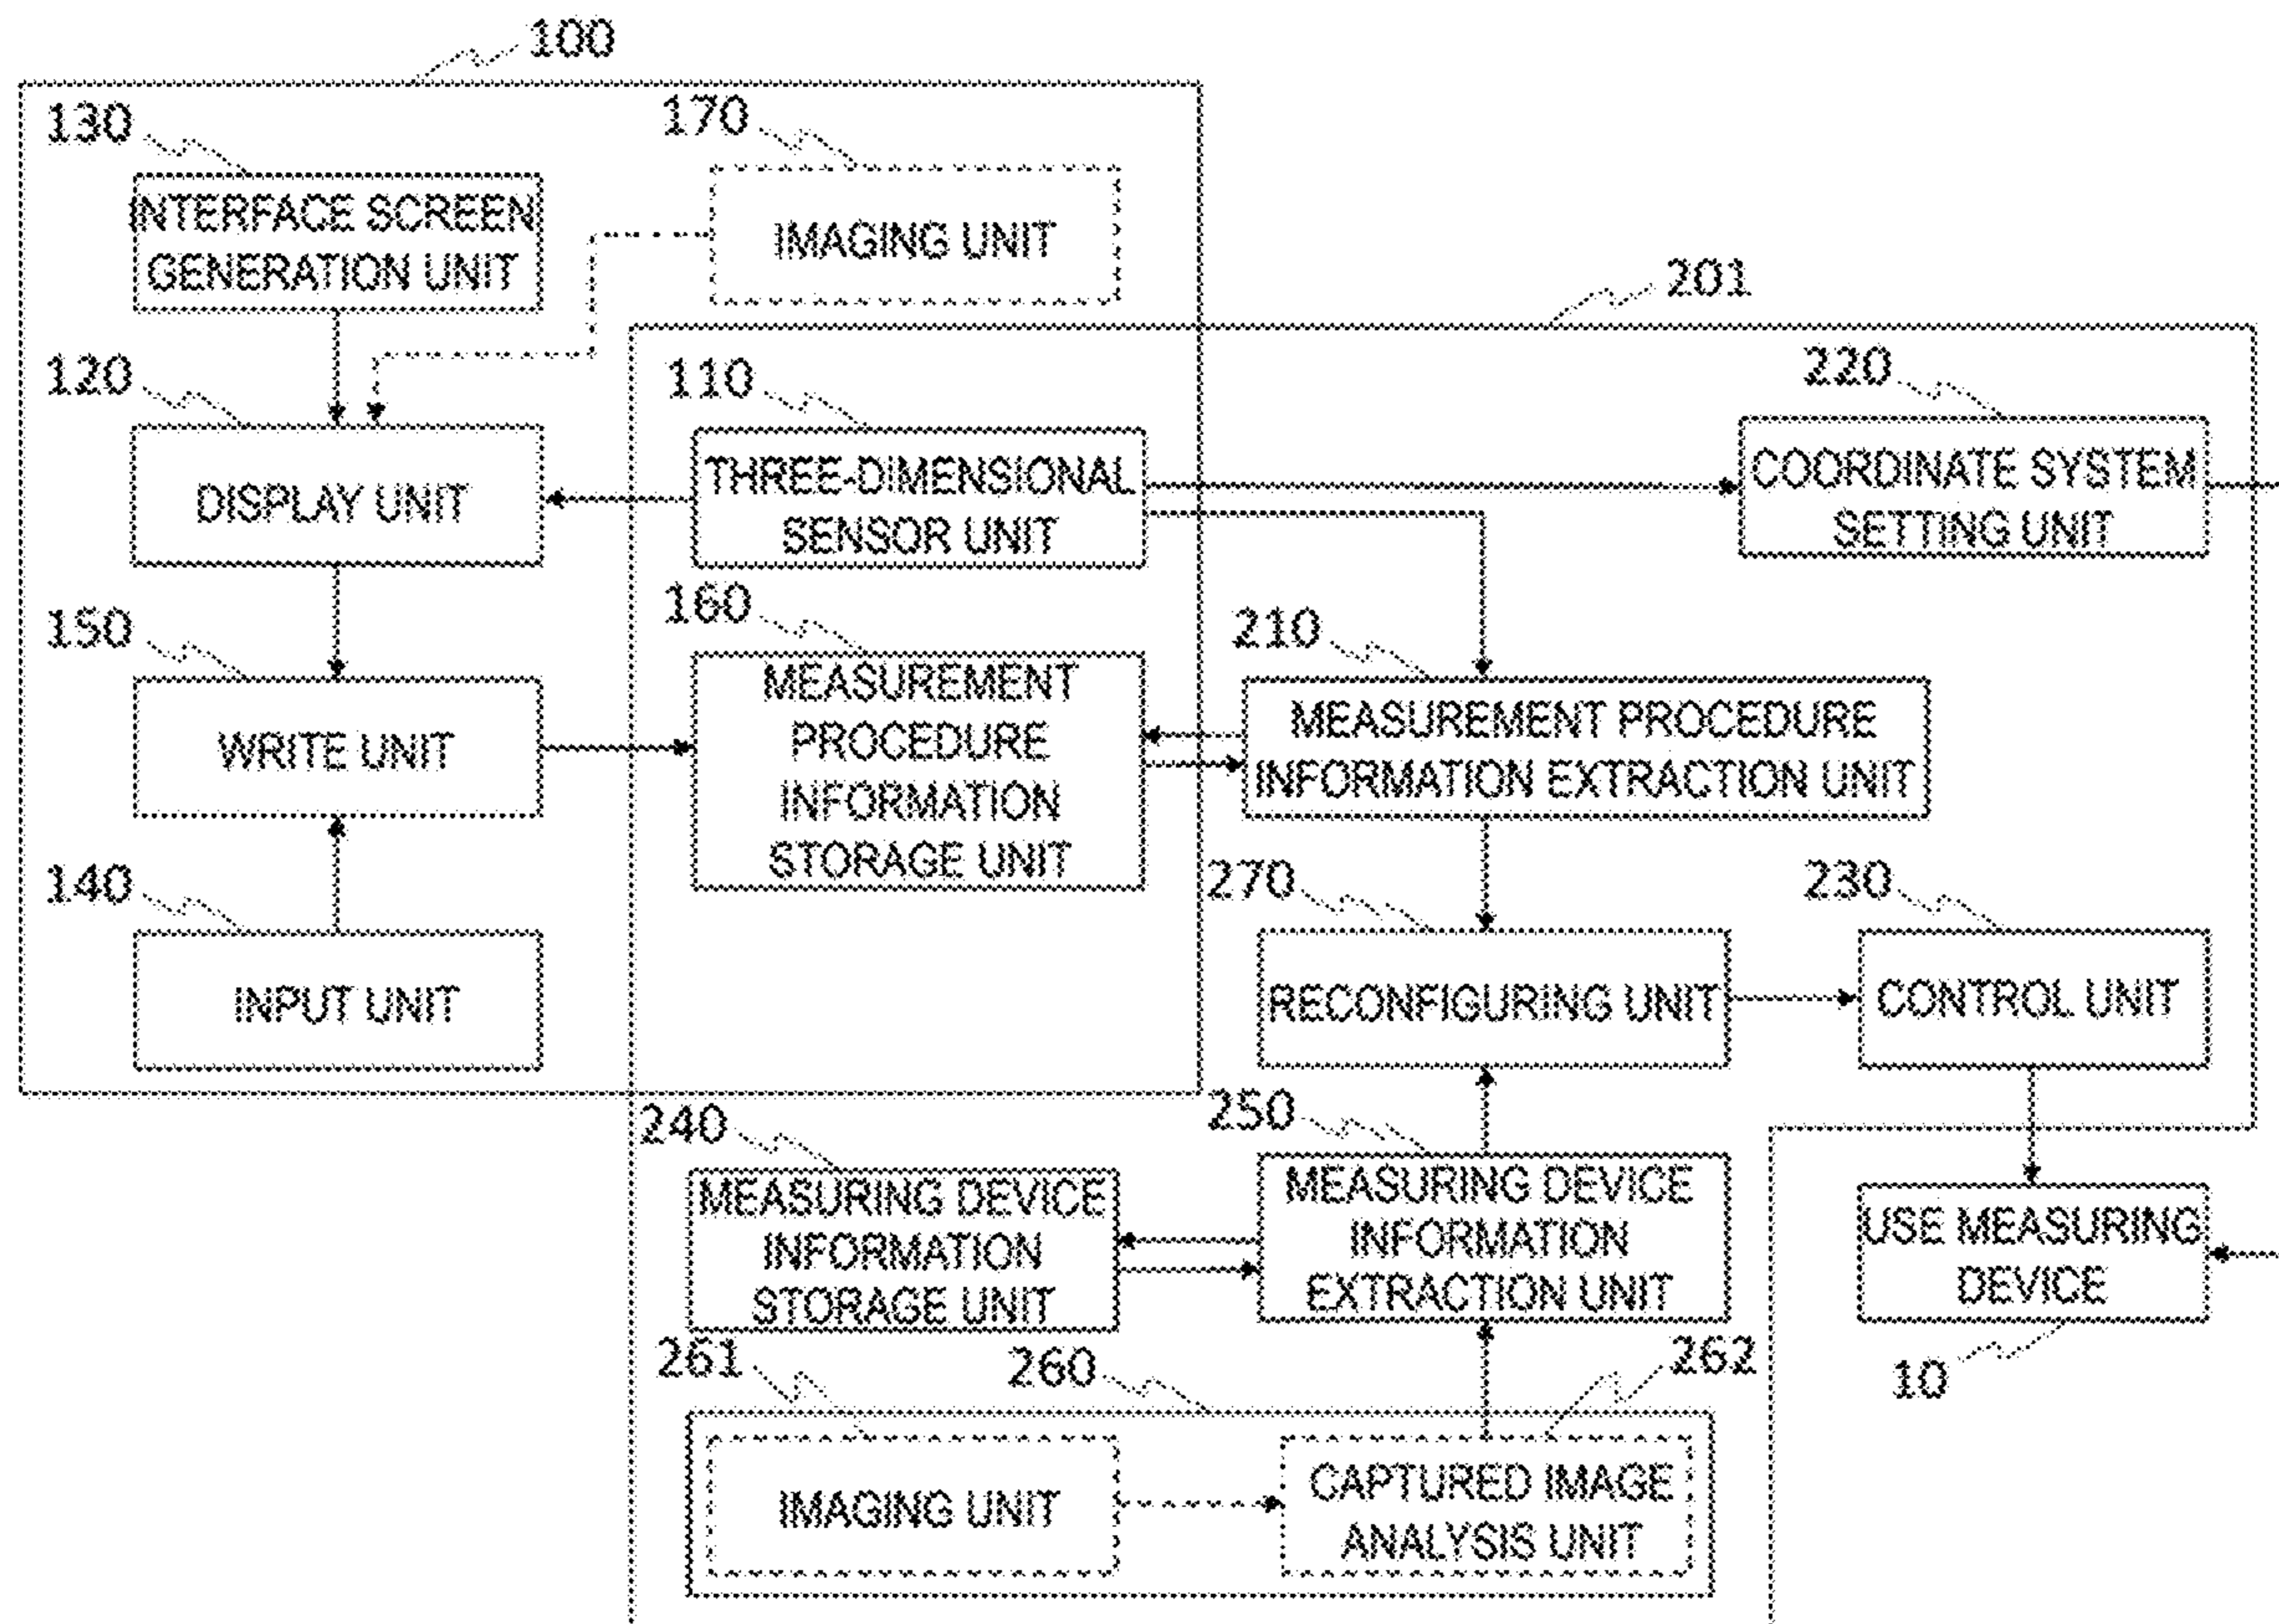 100
130
170
INTERFACE SCREEN
GENERATION UNIT
IMAGING UNIT
201
120
110
220
DISPLAY UNIT
THREE-DIMENSIONAL
SENSOR UNIT
COORDINATE SYSTEM
SETTING UNIT
150
160
210
WRITE UNIT
MEASUREMENT
PROCEDURE
INFORMATION
STORAGE UNIT
MEASUREMENT PROCEDURE
INFORMATION EXTRACTION UNIT
140
270
230
INPUT UNIT
RECONFIGURING UNIT
CONTROL UNIT
240
250
MEASURING DEVICE
INFORMATION
STORAGE UNIT
MEASURING DEVICE
INFORMATION
EXTRACTION UNIT
USE MEASURING
DEVICE
261
260
262
10
IMAGING UNIT
CAPTURED IMAGE
ANALYSIS UNIT